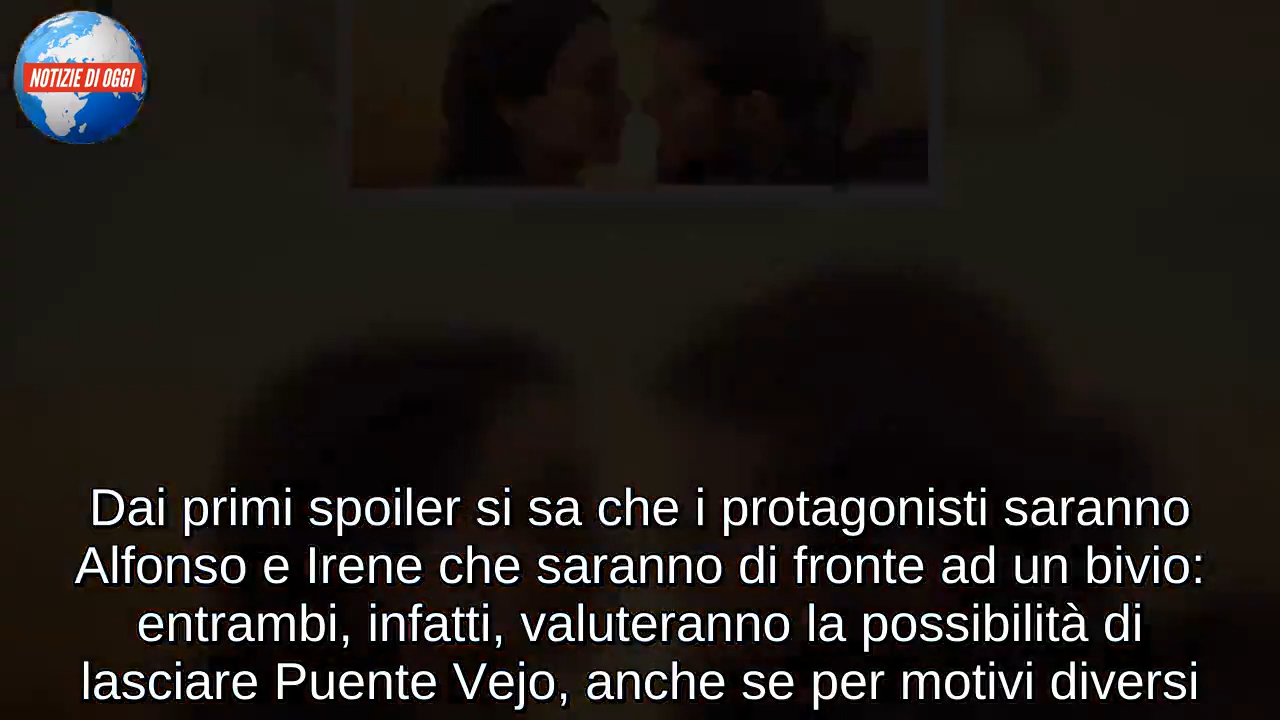 NOTIZIE DI OGGI
Dai primi spoiler si sa che i protagonisti saranno
Alfonso e Irene che saranno di fronte ad un bivio:
entrambi, infatti, valuteranno la possibilità di
lasciare Puente Vejo, anche se per motivi diversi